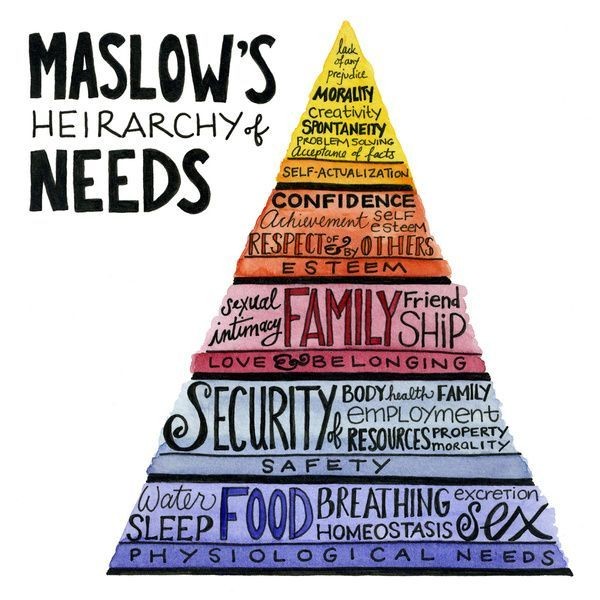 MASLOW'S
HEIRARCHY of
NEEDS
lack
of any
prejudice
MORALITY
Creativity
SPONTANEITY
PROBLEM SOLVING
Acceptance of facts
SELF-ACTUALIZATION
CONFIDENCE
Achievement self esteem
RESPECT OF & BY OTHERS
ESTEEM
sexual intimacy FAMILY Friend Ship
LOVE & BELONGING
SECURITY of BODY health FAMILY
employment
RESOURCES PROPERTY morality
SAFETY
Water FOOD BREATHING excretion
SLEEP HOMEOSTASIS sex
PHYSIOLOGICAL NEEDS